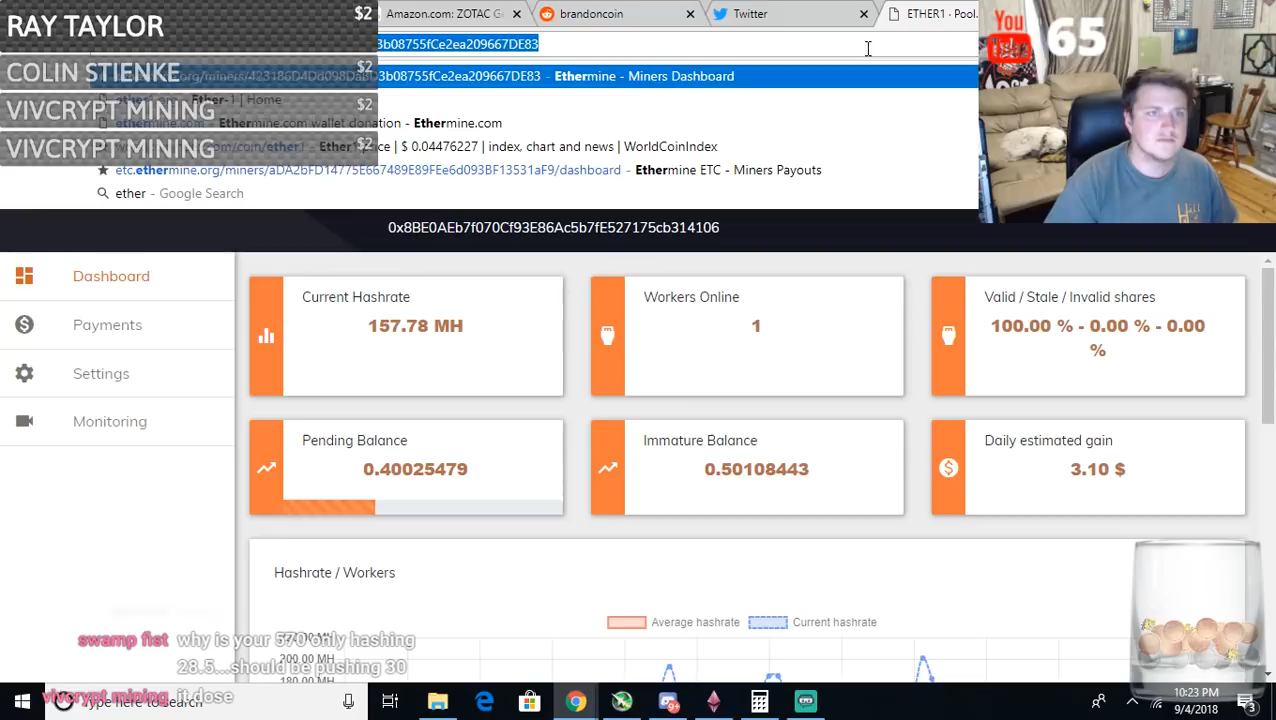 RAY TAYLOR $2
COLIN STIENKE $2
VIVCRYPT MINING $2
VIVCRYPT MINING $2
Amazon.com: ZOTAC G
brandoncoin
Twitter
ETHER1 - Pool.
You
65
3b08755fCe2ea209667DE83
3b08755fCe2ea209667DE83 - Ethermine - Miners Dashboard
Ether-1 | Home
ethermine.com - Ethermine.com wallet donation - Ethermine.com
| $ 0.04476227 | index, chart and news | WorldCoinIndex
etc.ethermine.org/miners/aDA2bFD14775E667489E89FEe6d093BF13531aF9/dashboard - Ethermine ETC - Miners Payouts
ether - Google Search
0x8BE0AEb7f070Cf93E86Ac5b7fE527175cb314106
Dashboard
Payments
Settings
Monitoring
Current Hashrate
157.78 MH
Workers Online
1
Valid / Stale / Invalid shares
100.00 % - 0.00 % - 0.00
%
Pending Balance
0.40025479
Immature Balance
0.50108443
Daily estimated gain
3.10 $
Hashrate / Workers
Average hashrate
Current hashrate
200.00 MH
180.00 MH
swamp fist why is your 570 only hashing
28.5...should be pushing 30
vivcrypt mining it dose
Type here to search
10:23 PM
9/4/2018
3